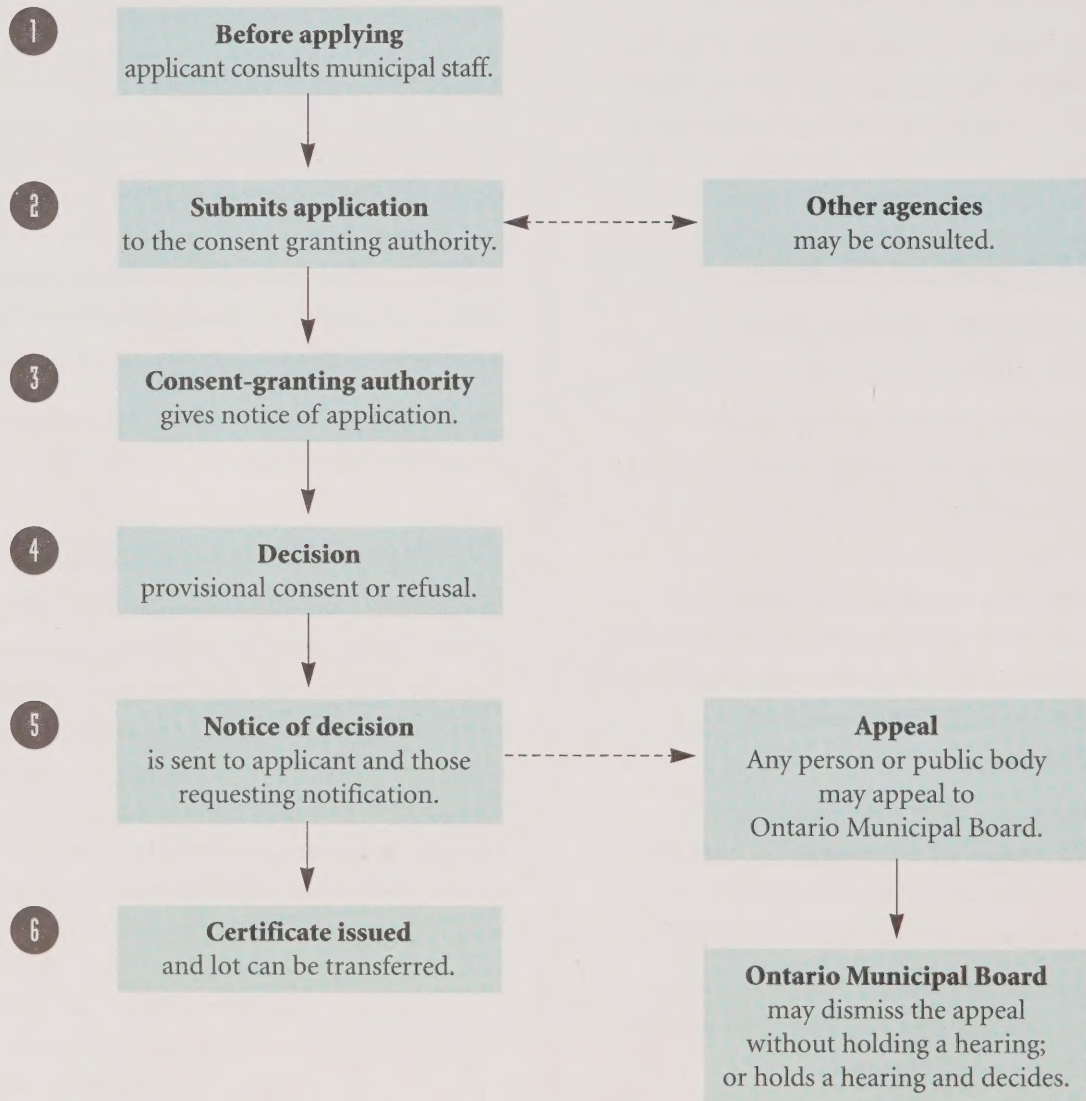 1
Before applying
applicant consults municipal staff.
2
Submits application
to the consent granting authority.
Other agencies
may be consulted.
3
Consent-granting authority
gives notice of application.
4
Decision
provisional consent or refusal.
5
Notice of decision
is sent to applicant and those
requesting notification.
Appeal
Any person or public body
may appeal to
Ontario Municipal Board.
6
Certificate issued
and lot can be transferred.
Ontario Municipal Board
may dismiss the appeal
without holding a hearing;
or holds a hearing and decides.